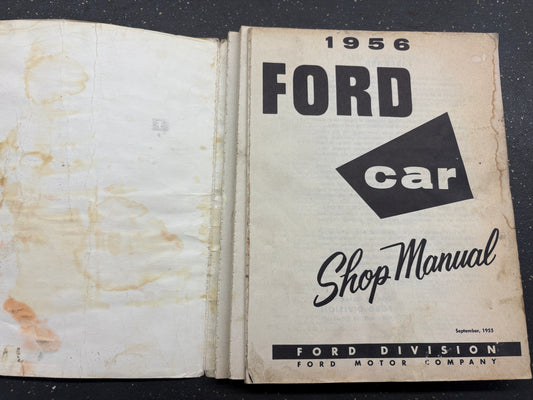 1956
FORD
car
Shop Manual
September, 1955
FORD DIVISION
FORD MOTOR COMPANY